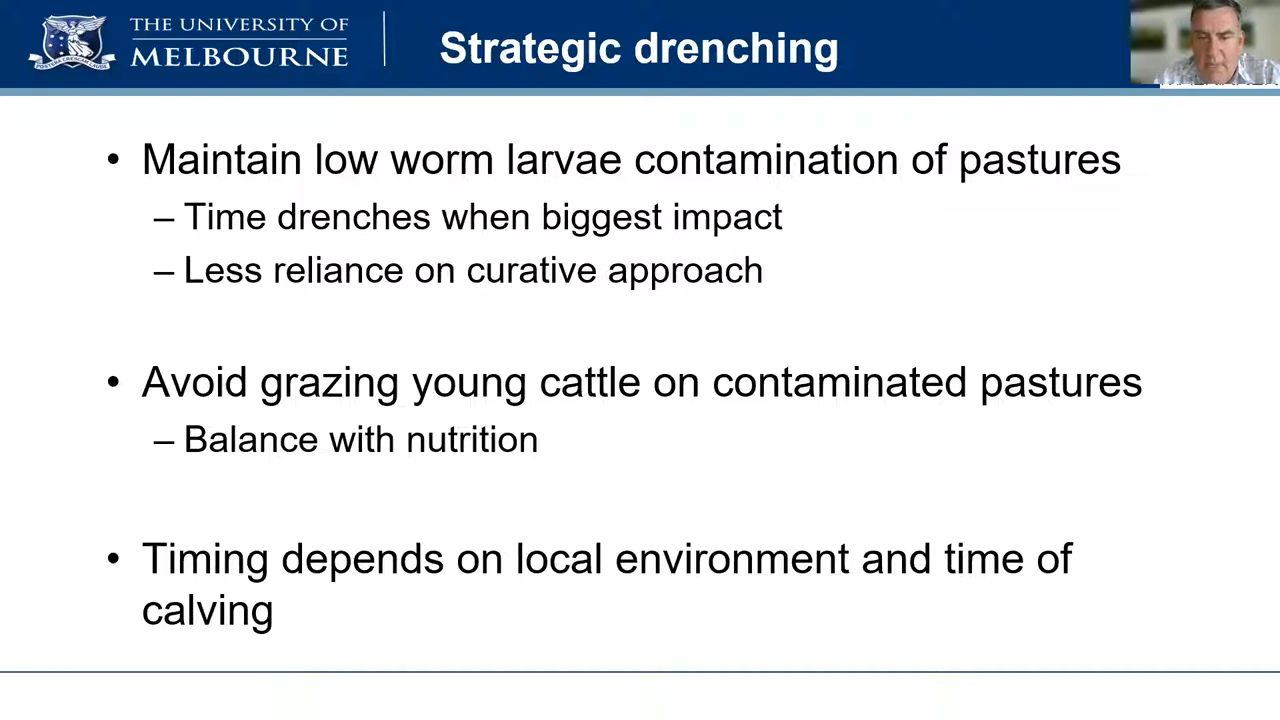 THE UNIVERSITY OF
MELBOURNE
Strategic drenching
• Maintain low worm larvae contamination of pastures
– Time drenches when biggest impact
– Less reliance on curative approach
• Avoid grazing young cattle on contaminated pastures
– Balance with nutrition
• Timing depends on local environment and time of
calving